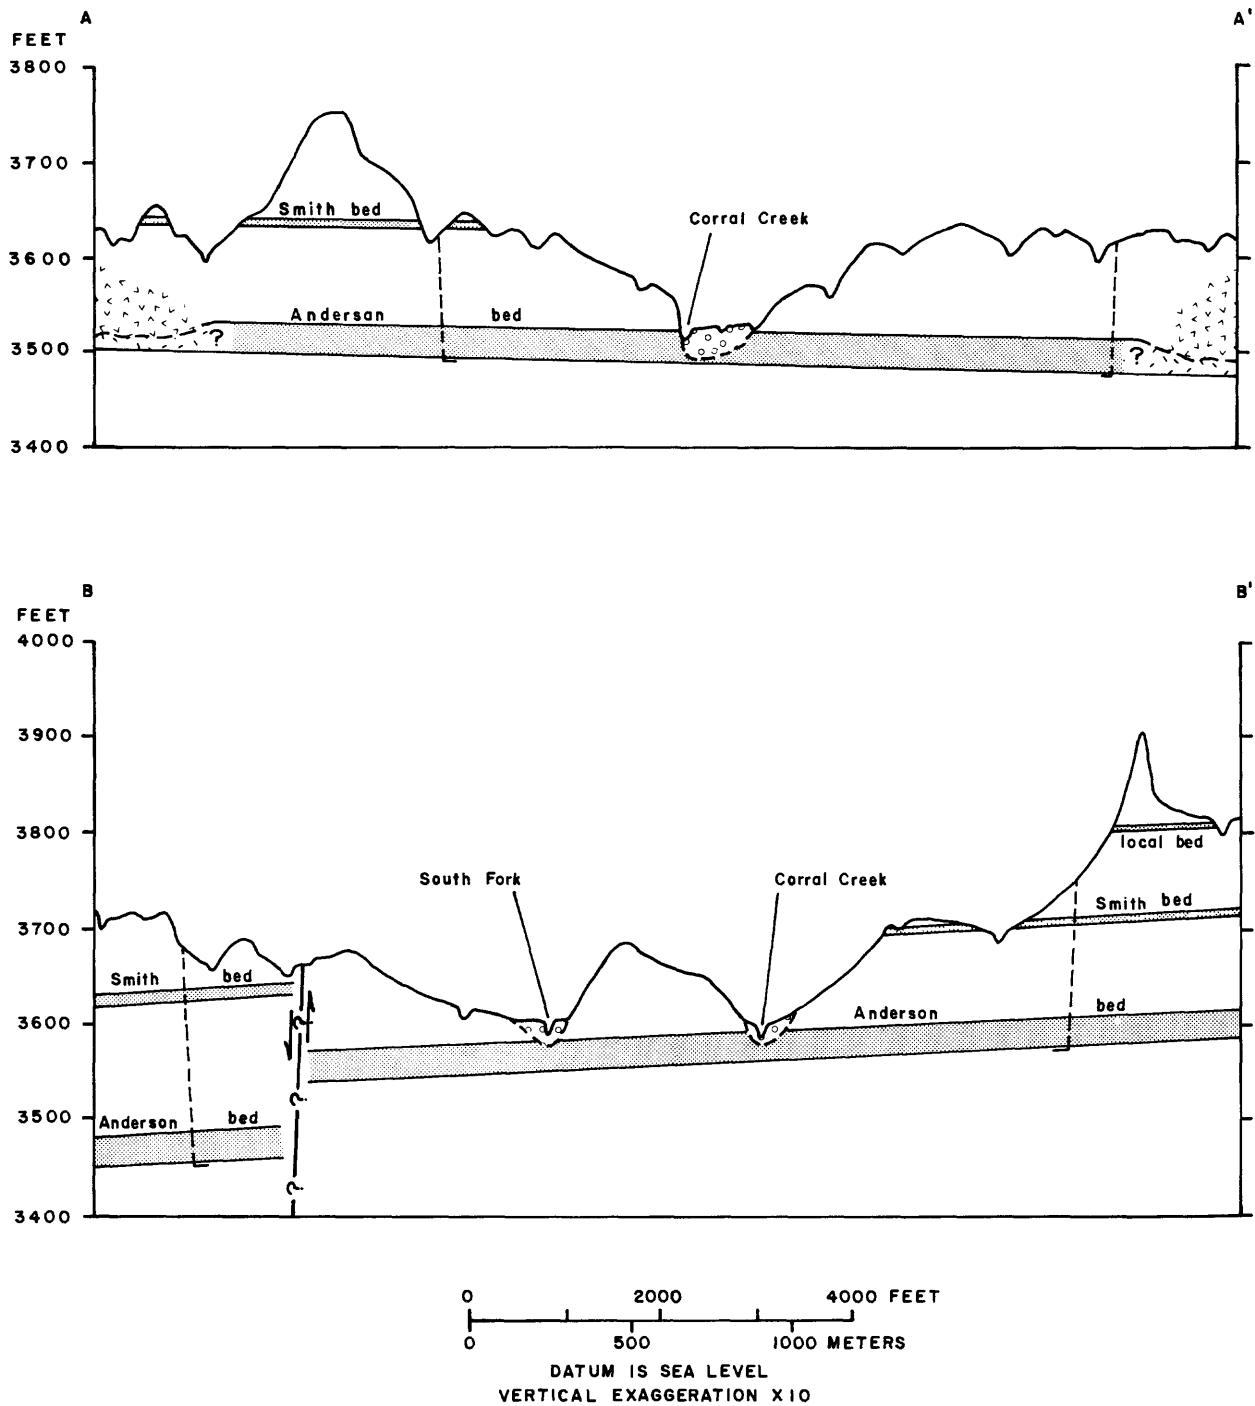 A A'
FEET
3800
3700
Smith bed
Corral Creek
3600
Anderson bed
?
?
3500
3400
B B'
FEET
4000
3900
3800
local bed
South Fork Corral Creek
Smith bed
3700
Smith bed
bed
Anderson
3600
?
?
Anderson bed
3500
?
3400
0 2000 4000 FEET
0 500 1000 METERS
DATUM IS SEA LEVEL
VERTICAL EXAGGERATION X10